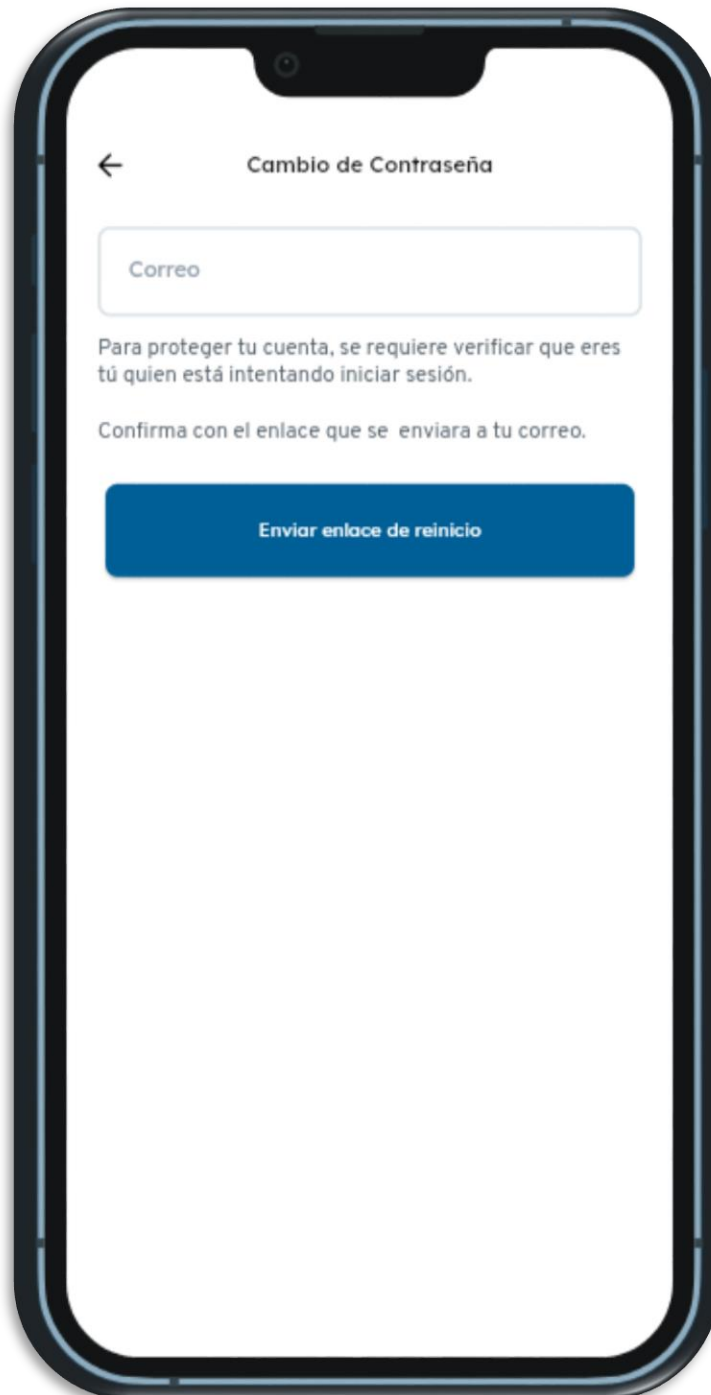 Cambio de Contraseña
Correo
Para proteger tu cuenta, se requiere verificar que eres
tú quien está intentando iniciar sesión.
Confirma con el enlace que se  enviara a tu correo.
Enviar enlace de reinicio